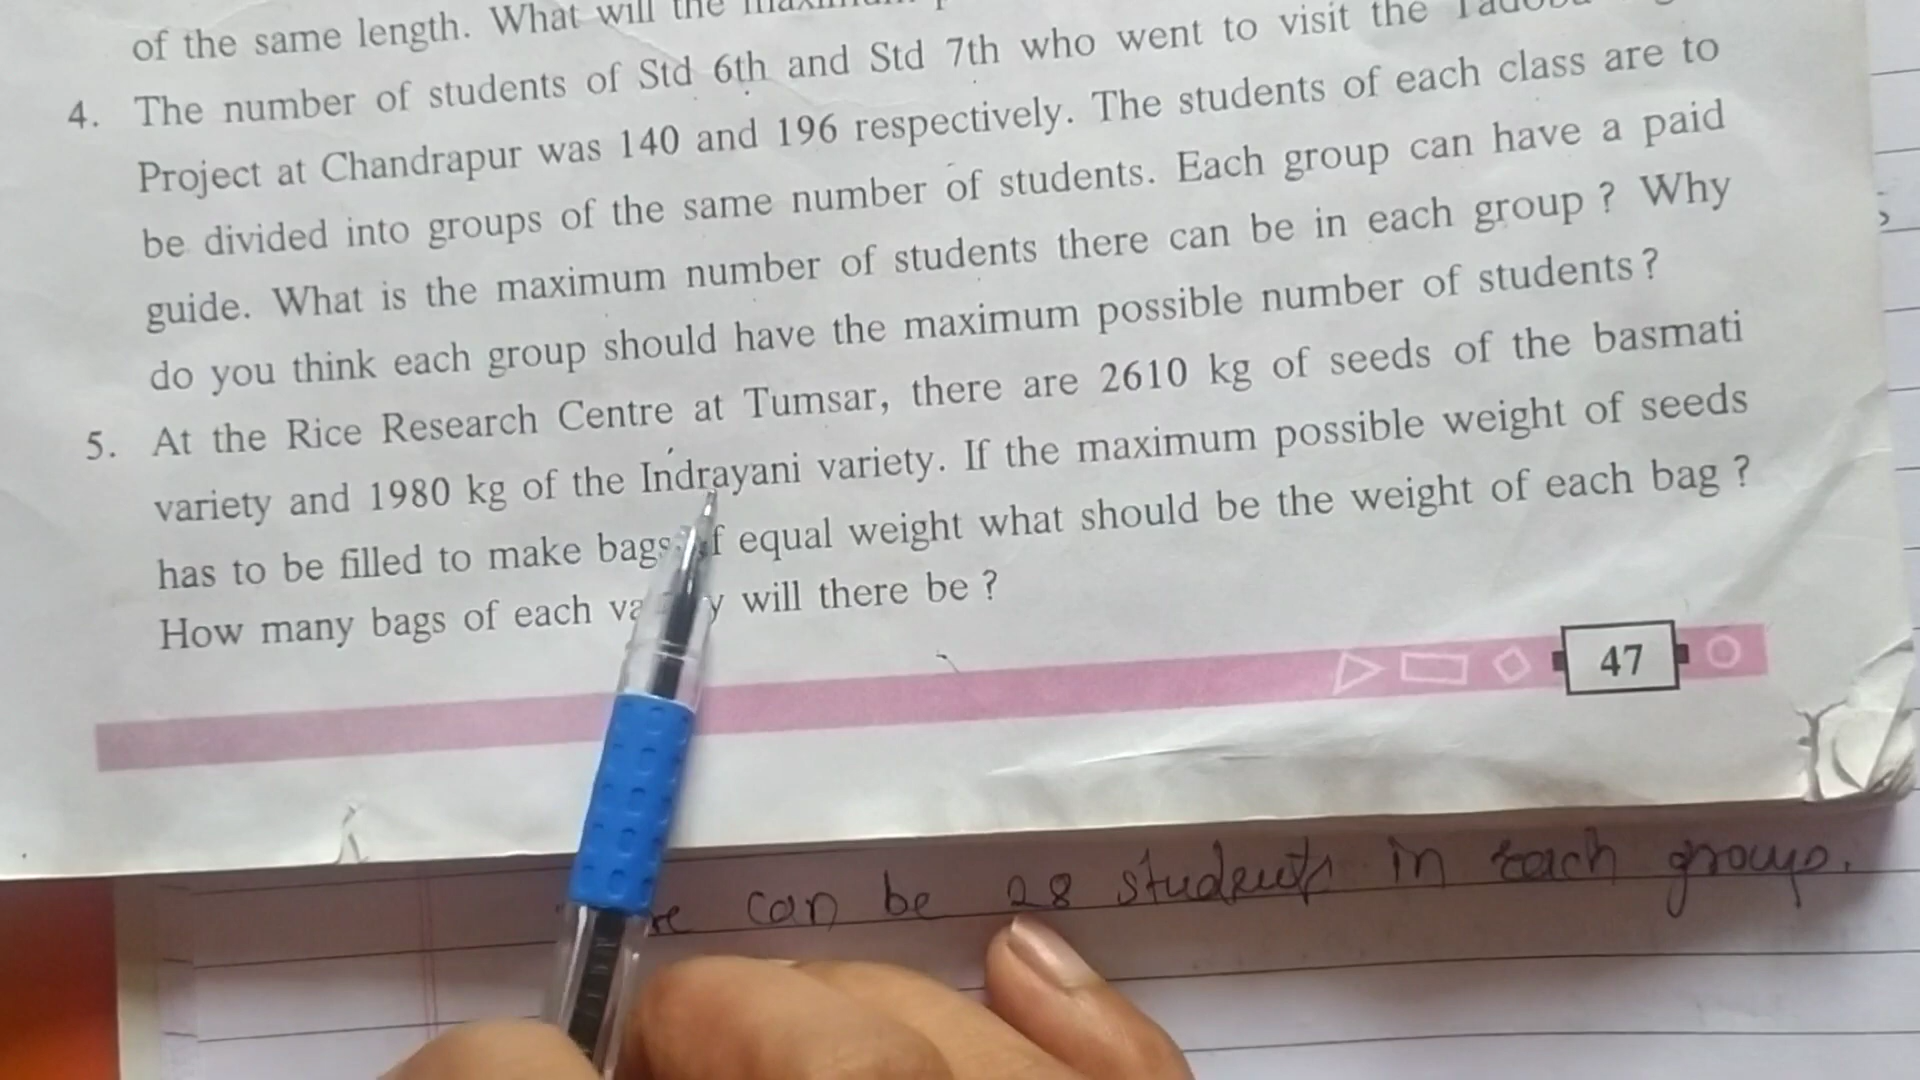 of the same length. What will the
4. The number of students of Std 6th and Std 7th who went to visit the
Project at Chandrapur was 140 and 196 respectively. The students of each class are to
be divided into groups of the same number of students. Each group can have a paid
guide. What is the maximum number of students there can be in each group ? Why
do you think each group should have the maximum possible number of students ?
5. At the Rice Research Centre at Tumsar, there are 2610 kg of seeds of the basmati
variety and 1980 kg of the Indrayani variety. If the maximum possible weight of seeds
has to be filled to make bags of equal weight what should be the weight of each bag ?
How many bags of each will there be ?
47
can be 28 students in each group.